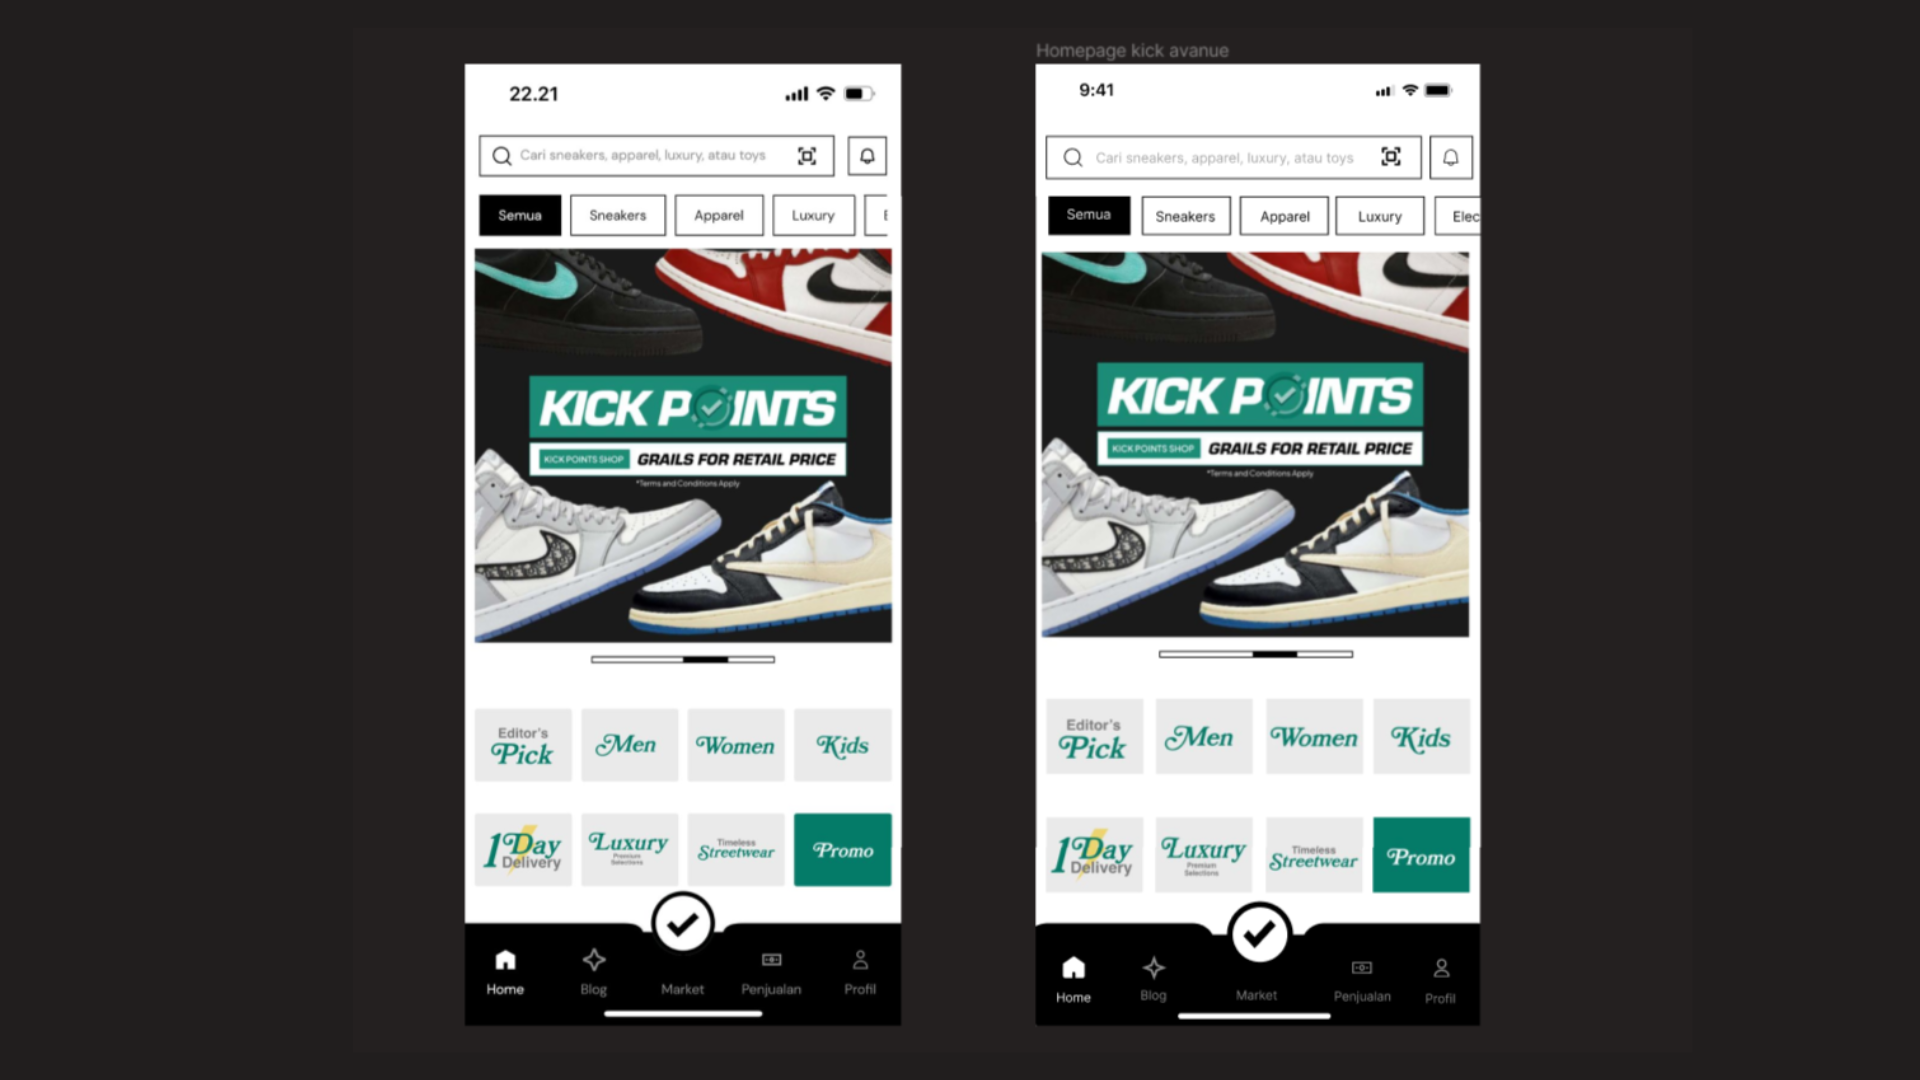 Homepage kick avanue
22.21
Cari sneakers, apparel, luxury, atau toys
Semua Sneakers Apparel Luxury E
KICK POINTS
KICK POINTS SHOP GRAILS FOR RETAIL PRICE
*Terms and Conditions Apply
Editor's
Pick
Men
Women
Kids
1Day
Delivery
Luxury
Premium
Selections
Timeless
Streetwear
Promo
Home Blog Market Penjualan Profil
9:41
Cari sneakers, apparel, luxury, atau toys
Semua Sneakers Apparel Luxury Elec
KICK POINTS
KICK POINTS SHOP GRAILS FOR RETAIL PRICE
*Terms and Conditions Apply
Editor's
Pick
Men
Women
Kids
1Day
Delivery
Luxury
Premium
Selections
Timeless
Streetwear
Promo
Home Blog Market Penjualan Profil